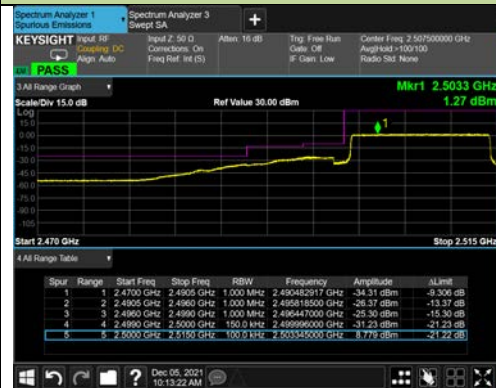 Spectrum Analyzer 1
Spurious Emissions
Spectrum Analyzer 3
Swept SA
KEYSIGHT
Input: RF
Coupling: DC
Align: Auto
Input Z: 50 Ω
Corrections: On
Freq Ref: Int (S)
Atten: 16 dB
Trig: Free Run
Gate: Off
IF Gain: Low
Center Freq: 2.507500000 GHz
Avg|Hold:>100/100
Radio Std: None
PASS
3 All Range Graph
Mkr1 2.5033 GHz
Scale/Div 15.0 dB
Ref Value 30.00 dBm
1.27 dBm
Log
15.0
0.00
-15.0
-30.0
-45.0
-60.0
-75.0
-90.0
-105
1
Start 2.470 GHz
Stop 2.515 GHz
4 All Range Table
Spur Range Start Freq Stop Freq RBW Frequency Amplitude ΔLimit
1 1 2.4700 GHz 2.4905 GHz 1.000 MHz 2.490482917 GHz -34.31 dBm -9.306 dB
2 2 2.4905 GHz 2.4960 GHz 1.000 MHz 2.495818500 GHz -26.37 dBm -13.37 dB
3 3 2.4960 GHz 2.4990 GHz 1.000 MHz 2.496447000 GHz -25.30 dBm -15.30 dB
4 4 2.4990 GHz 2.5000 GHz 150.0 kHz 2.499996000 GHz -31.23 dBm -21.23 dB
5 5 2.5000 GHz 2.5150 GHz 100.0 kHz 2.503345000 GHz 8.779 dBm -21.22 dB
?
Dec 05, 2021
10:13:22 AM